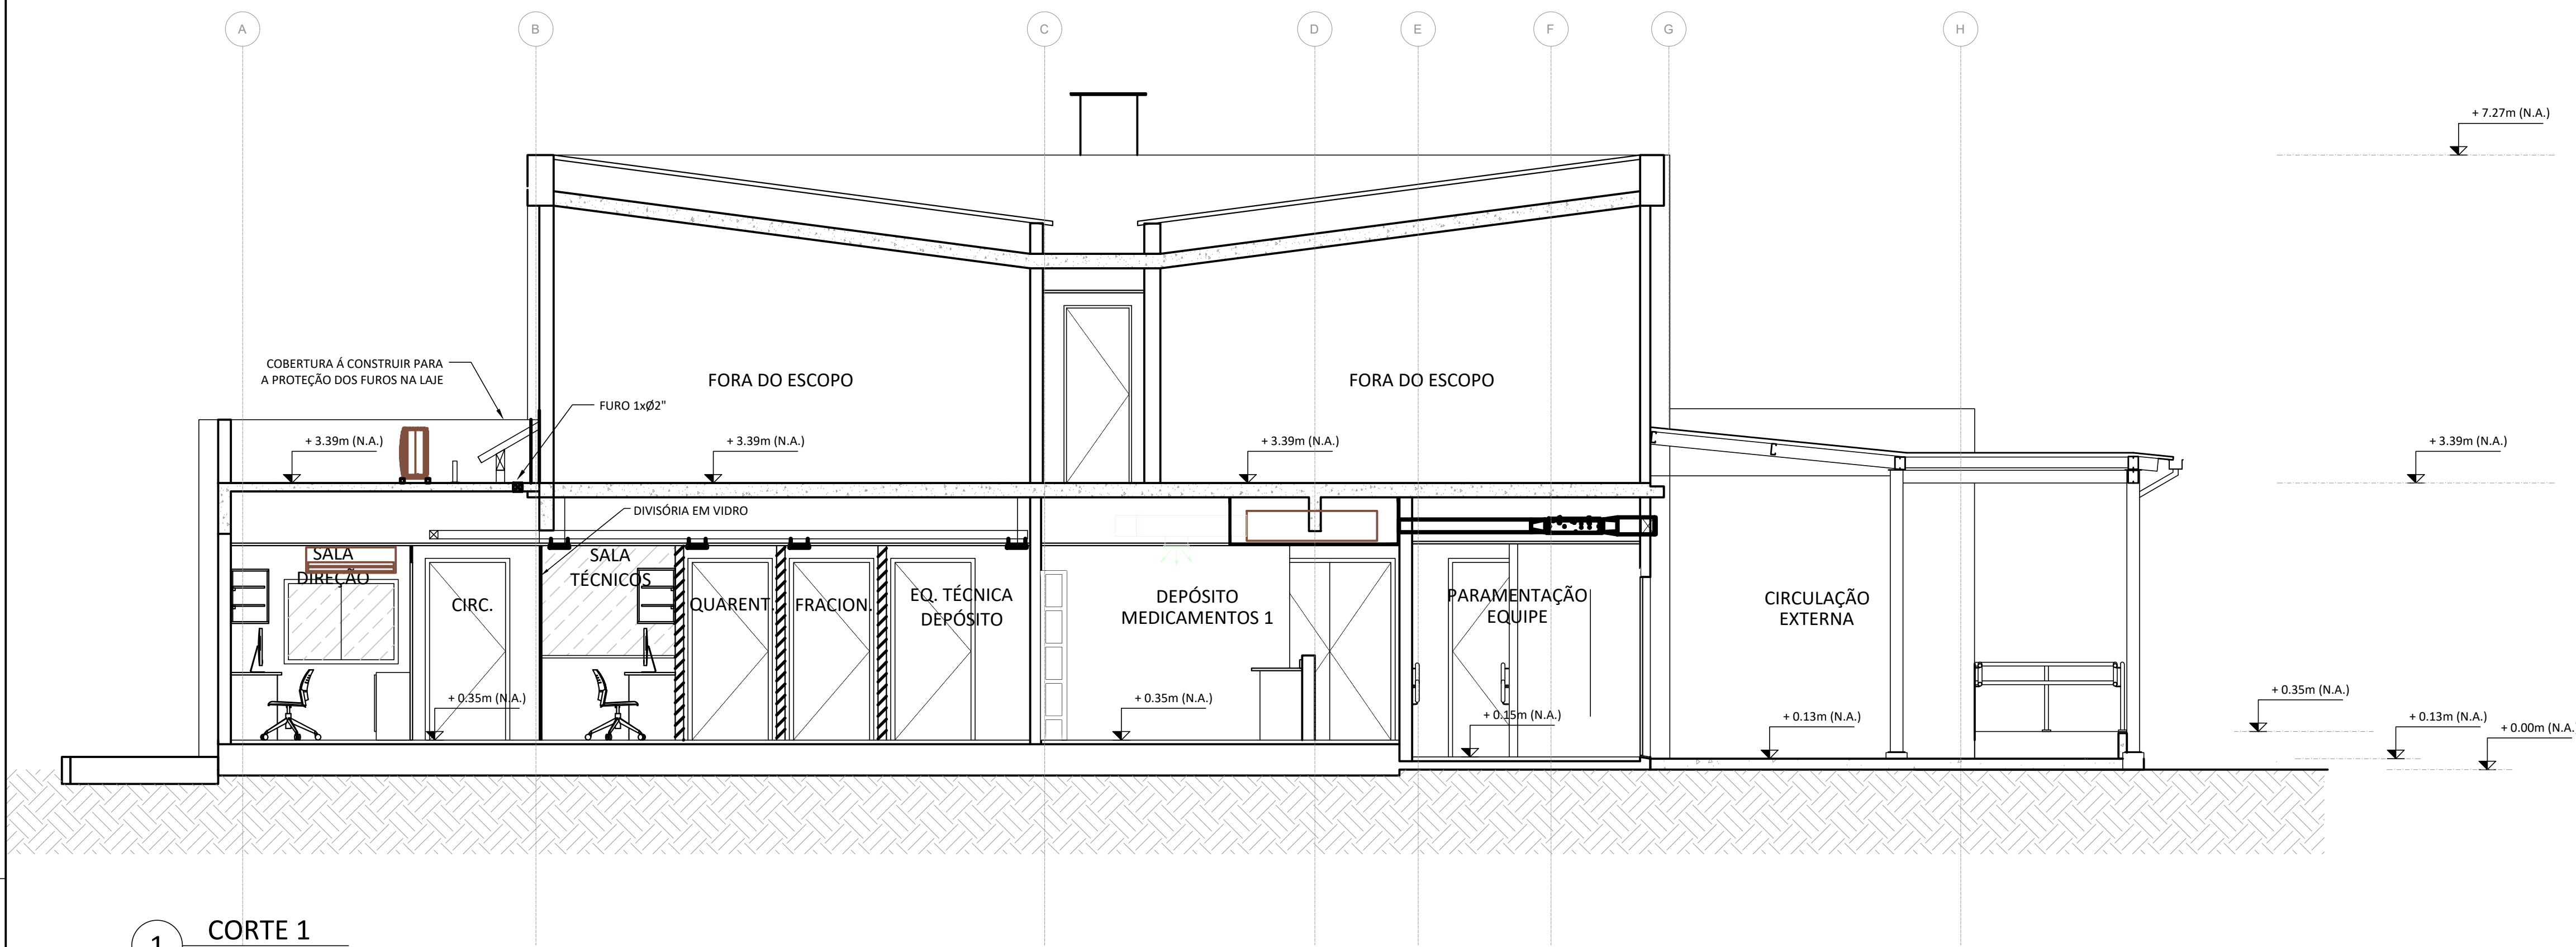 A
B
C
D
E
F
G
H
+ 7.27m (N.A.)
COBERTURA Á CONSTRUIR PARA
A PROTEÇÃO DOS FUROS NA LAJE
FORA DO ESCOPO
FORA DO ESCOPO
FURO 1xØ2"
+ 3.39m (N.A.)
+ 3.39m (N.A.)
+ 3.39m (N.A.)
+ 3.39m (N.A.)
DIVISÓRIA EM VIDRO
SALA
DIREÇÃO
CIRC.
SALA
TÉCNICOS
QUARENT.
FRACION.
EQ. TÉCNICA
DEPÓSITO
DEPÓSITO
MEDICAMENTOS 1
PARAMENTAÇÃO
EQUIPE
CIRCULAÇÃO
EXTERNA
+ 0.35m (N.A.)
+ 0.35m (N.A.)
+ 0.15m (N.A.)
+ 0.13m (N.A.)
+ 0.35m (N.A.)
+ 0.13m (N.A.)
+ 0.00m (N.A.
1
CORTE 1